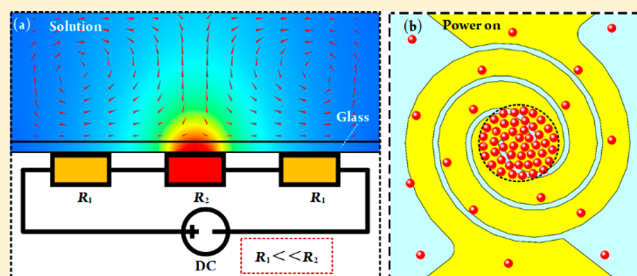 (a) Solution
Glass
R₁ R₂ R₁
DC
R₁<<R₂
(b) Power on